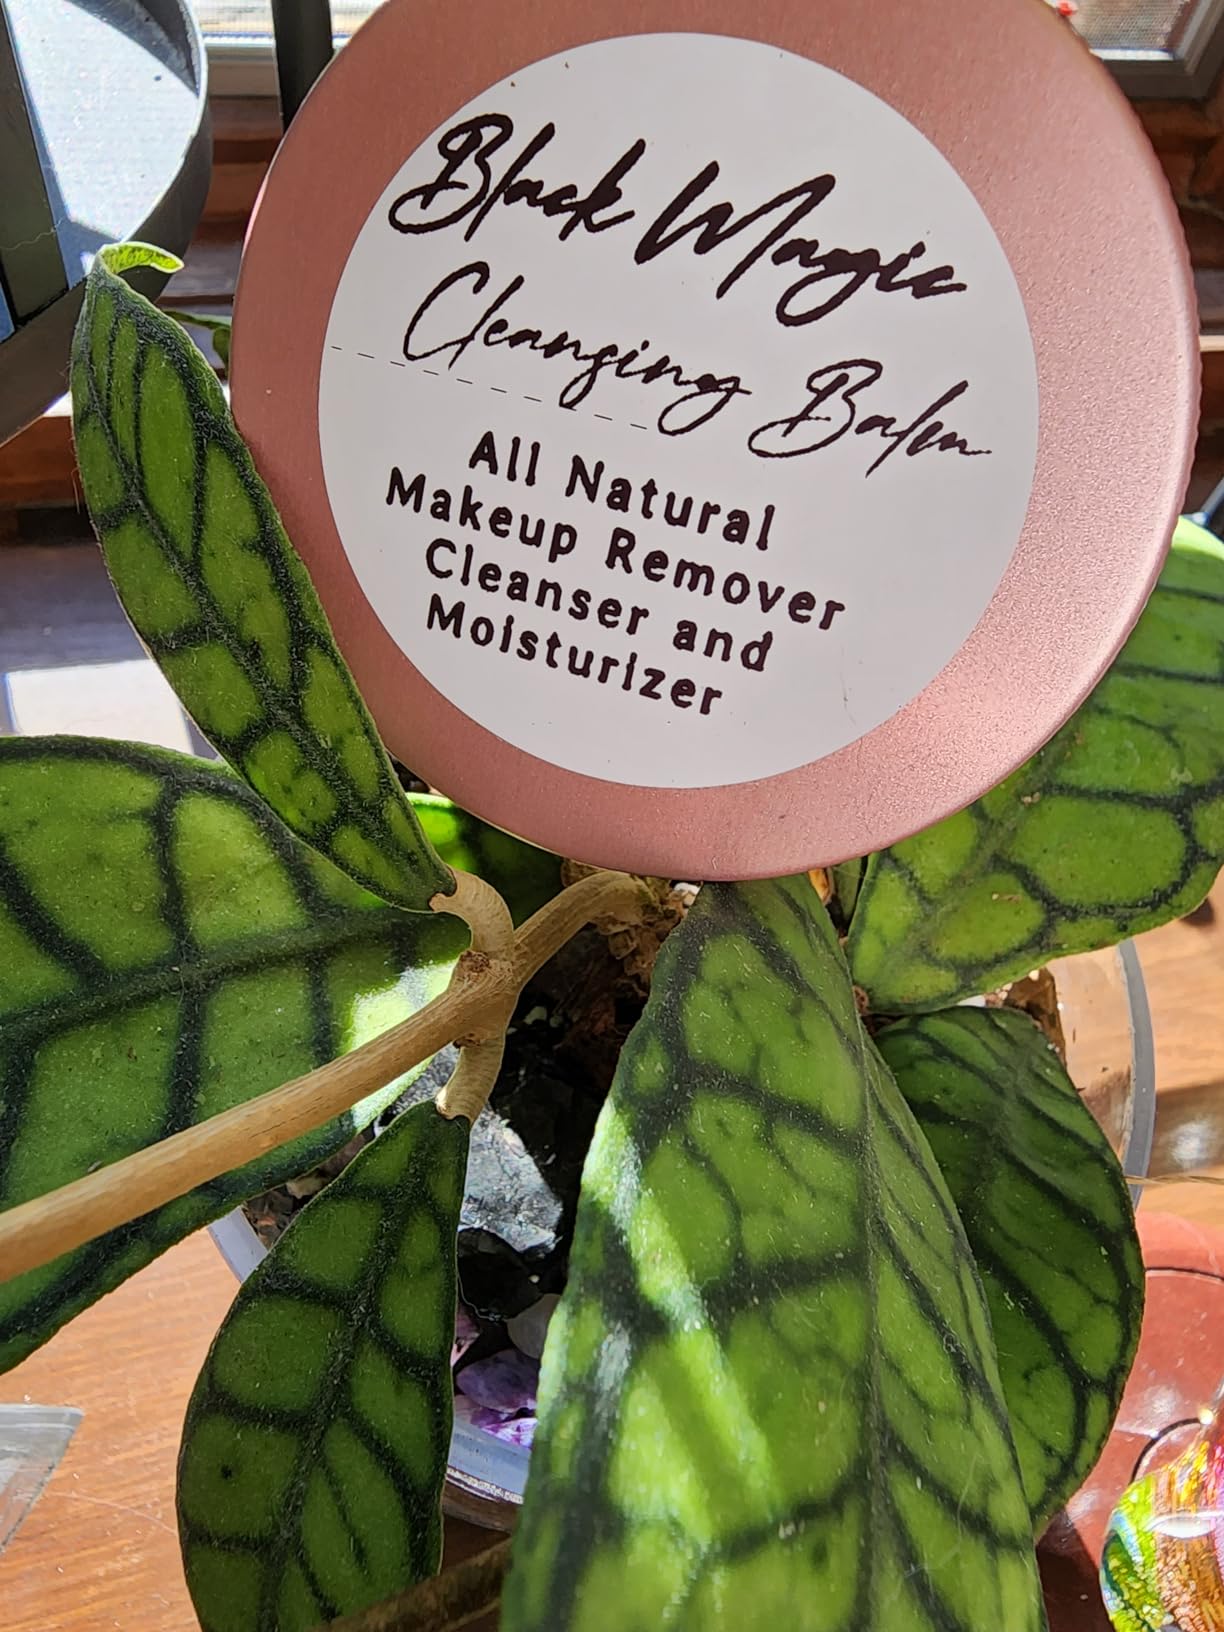 Black Magic
Cleansing Balm
All Natural
Makeup Remover
Cleanser and
Moisturizer